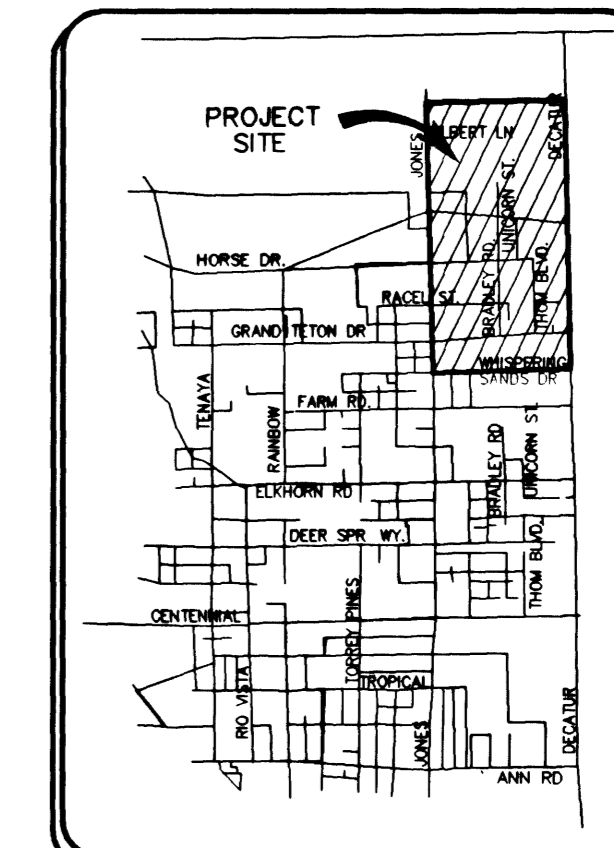 PROJECT
SITE
JONES
LBERT LN
DECATUR
UNICORN ST.
HORSE DR.
BRADLEY RD.
THOM BLVD.
RACEL ST.
GRAND TETON DR
WHISPERING
SANDS DR
TENAYA
FARM RD.
RAINBOW
BRADLEY RD
UNICORN ST.
ELKHORN RD
DEER SPR WY.
THOM BLVD.
CENTENNIAL
TORREY PINES
TROPICAL
RIO VISTA
JONES
DECATUR
ANN RD